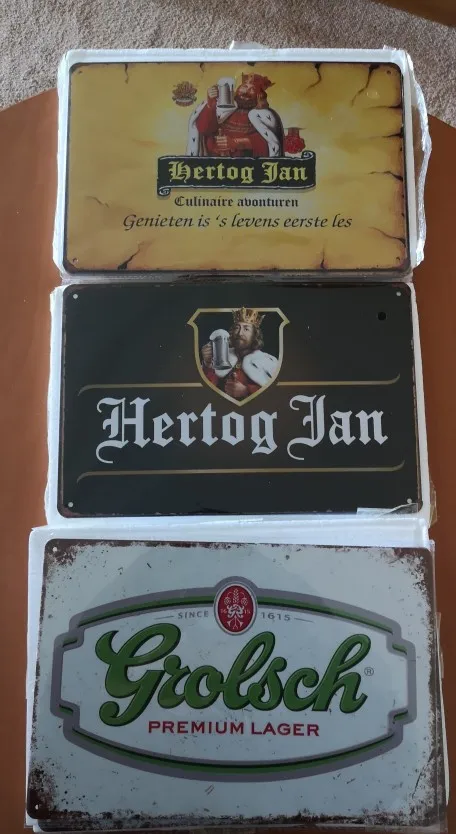 Hertog Jan
Culinaire avonturen
Genieten is 's levens eerste les
Hertog Jan
SINCE 1615
Grolsch®
PREMIUM LAGER